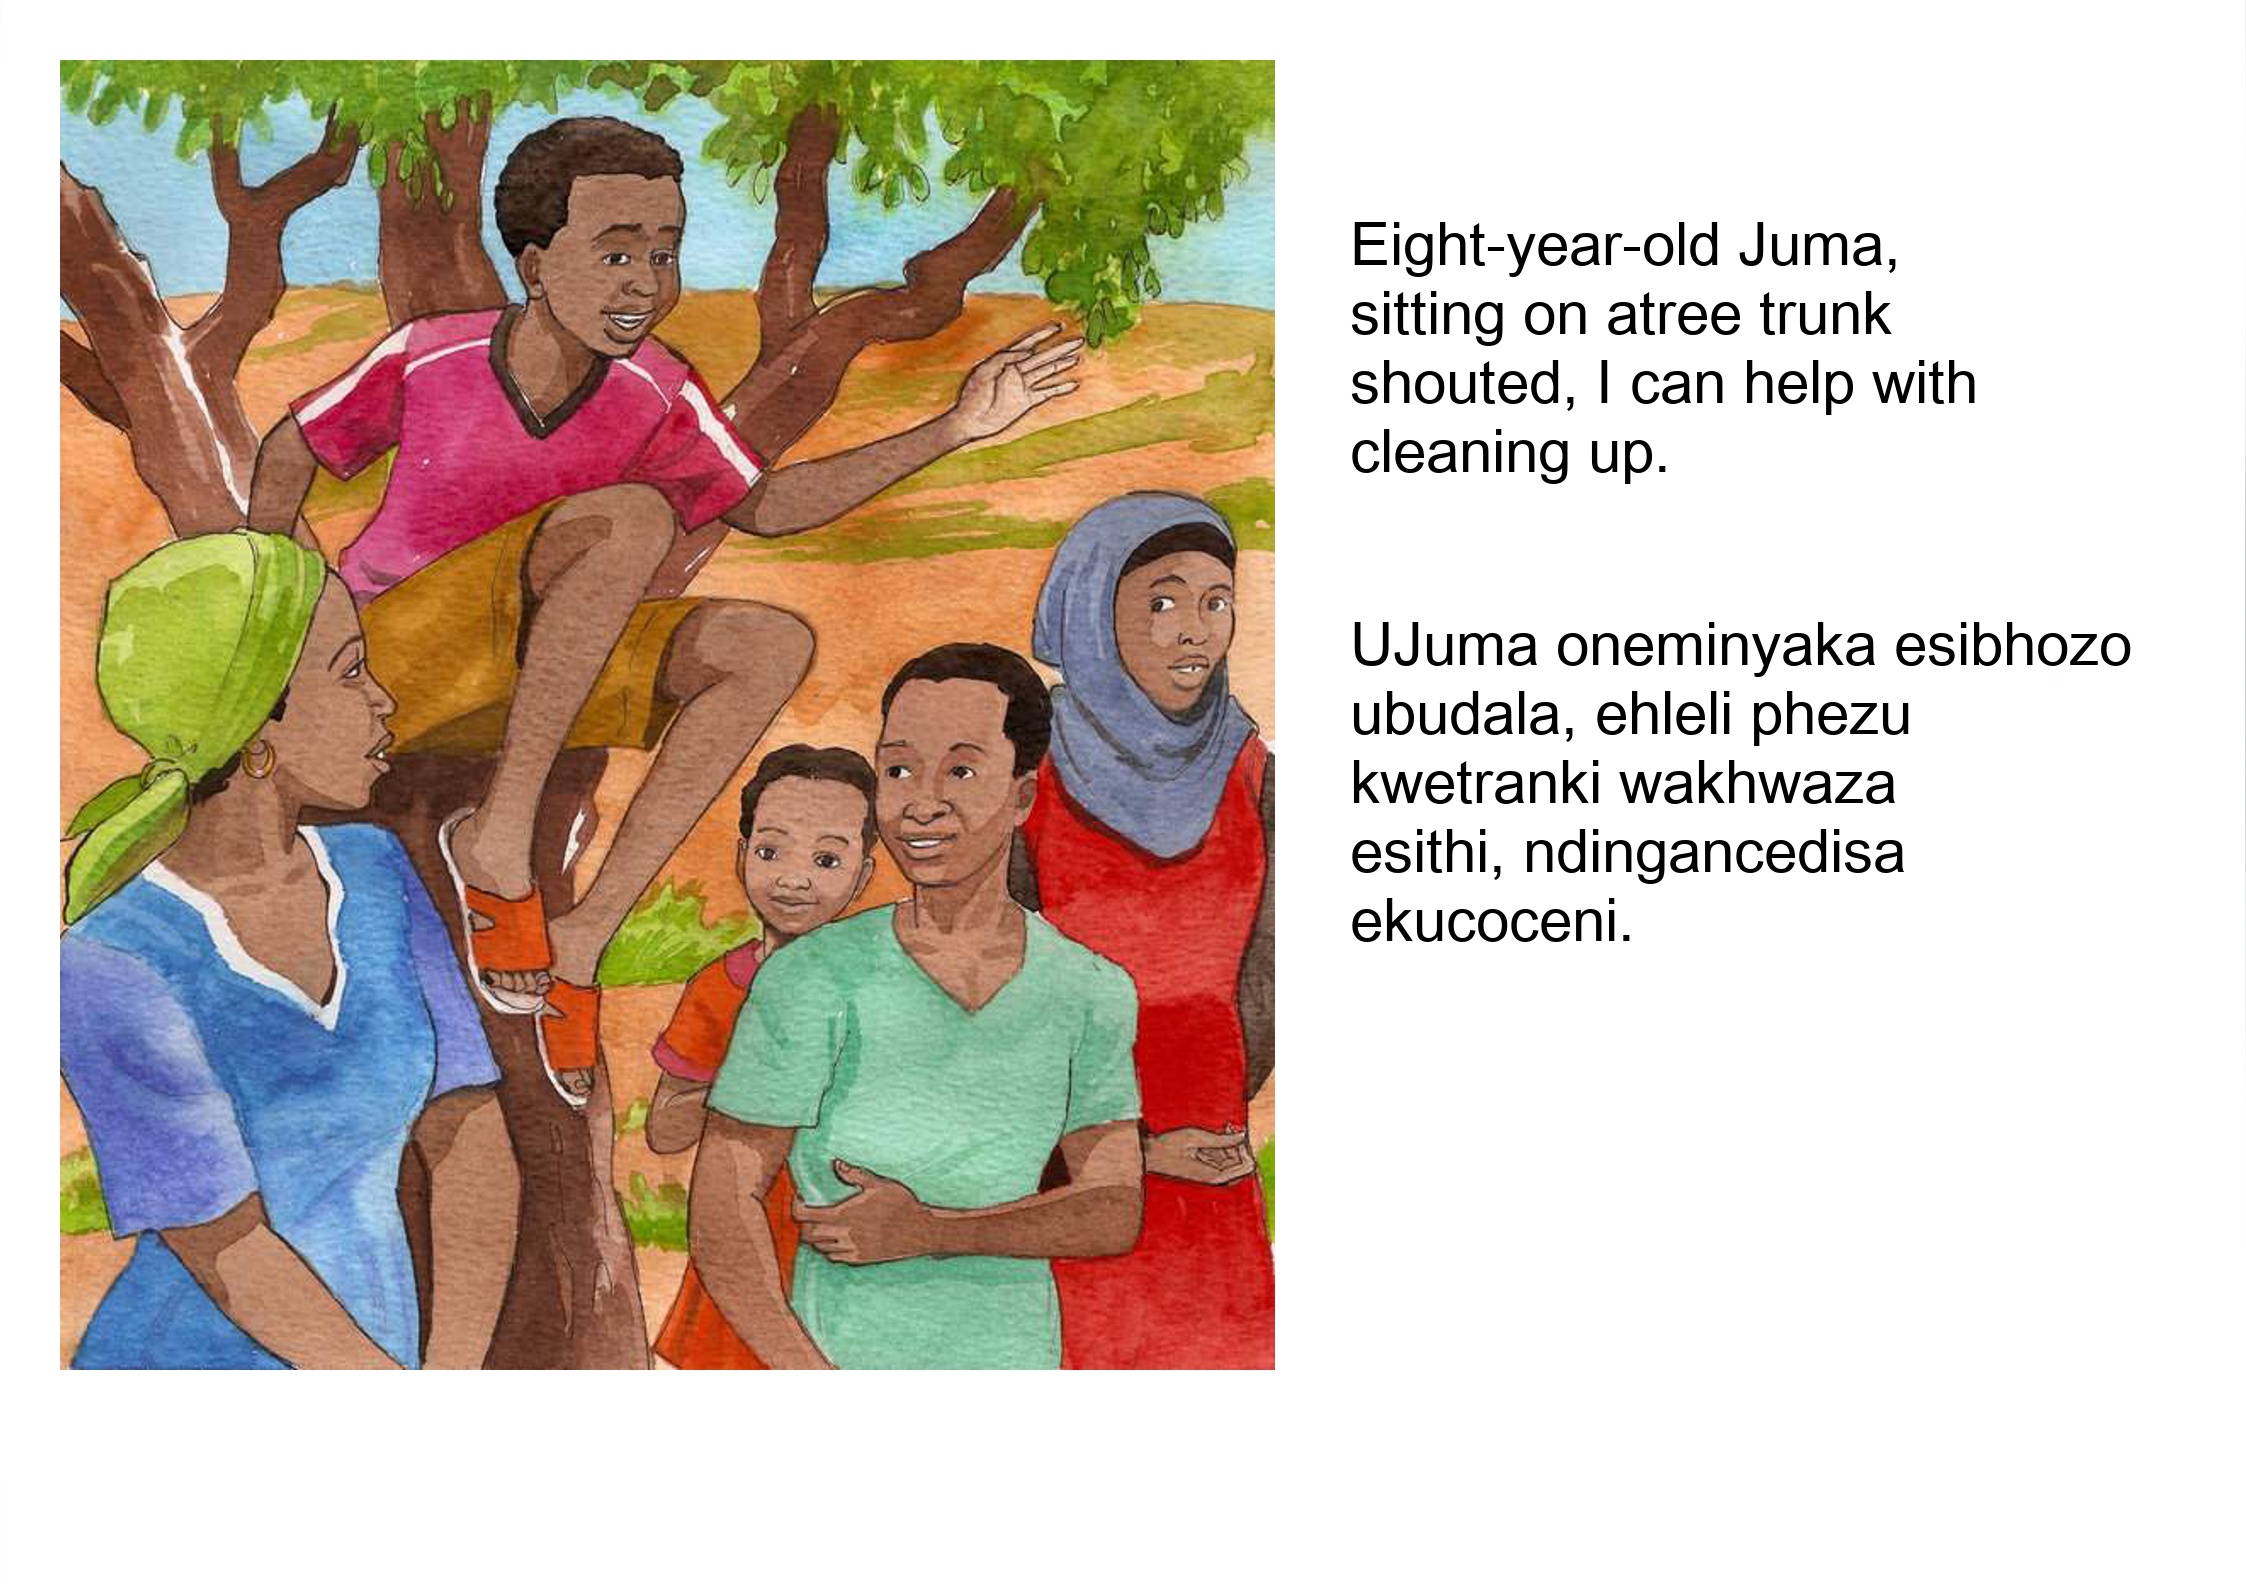 Eight-year-old Juma,
sitting on atree trunk
shouted, I can help with
cleaning up.
UJuma oneminyaka esibhozo
ubudala, ehleli phezu
kwetranki wakhwaza
esithi, ndingancedisa
ekucoceni.